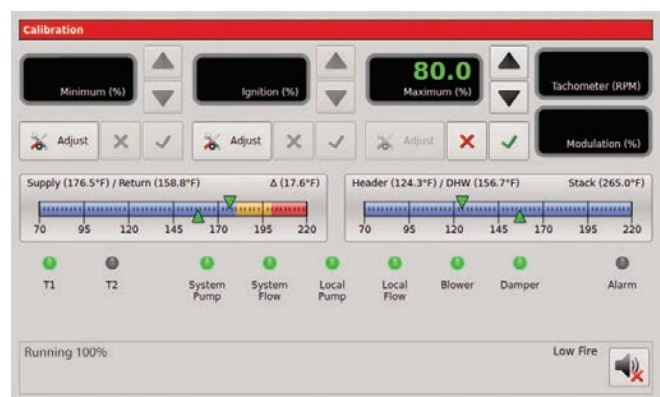 Calibration
Minimum (%)
Ignition (%)
80.0
Maximum (%)
Tachometer (RPM)
Adjust
Adjust
Adjust
Modulation (%)
Supply (176.5°F) / Return (158.8°F) Δ (17.6°F)
Header (124.3°F) / DHW (156.7°F) Stack (265.0°F)
70 95 120 145 170 195 220
70 95 120 145 170 195 220
T1
T2
System Pump
System Flow
Local Pump
Local Flow
Blower
Damper
Alarm
Running 100%
Low Fire